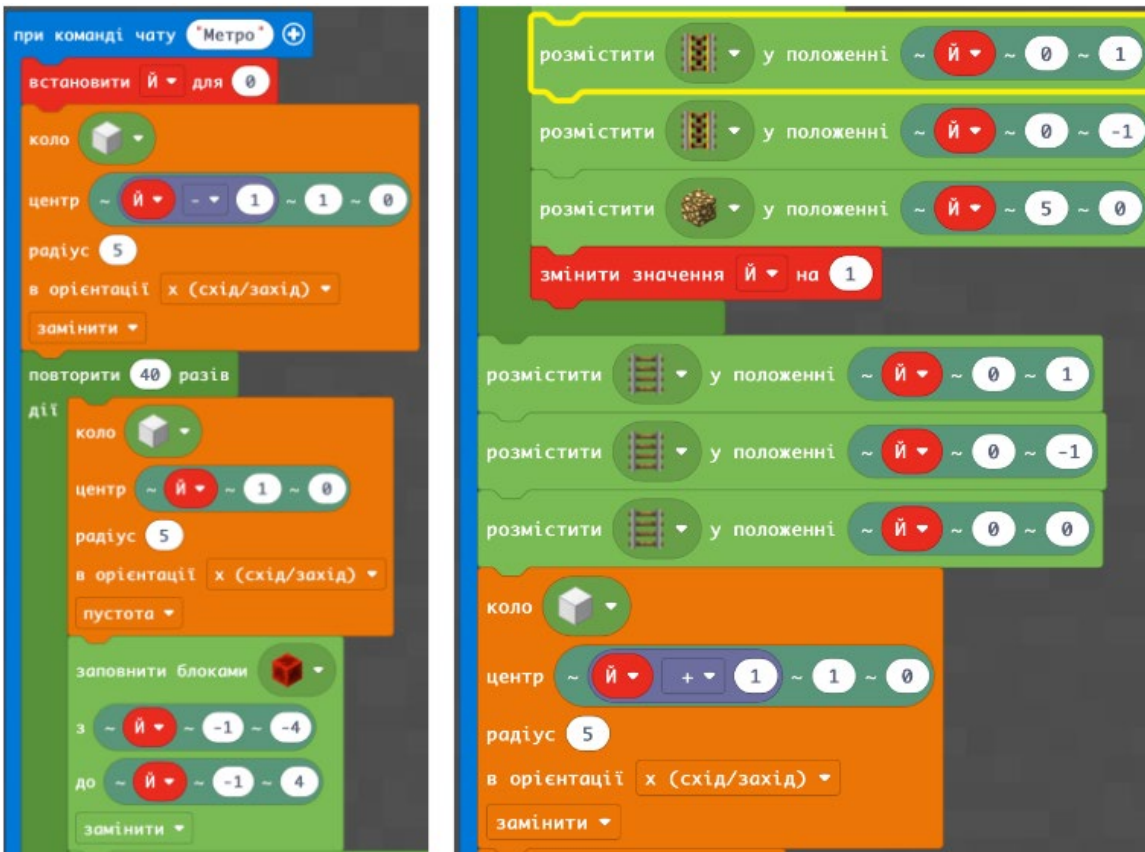 при команді чату "Метро"
встановити Й для 0
коло
центр ~ Й - 1 ~ 1 ~ 0
радіус 5
в орієнтації х (схід/захід)
замінити
повторити 40 разів
дії
коло
центр ~ Й ~ 1 ~ 0
радіус 5
в орієнтації х (схід/захід)
пустота
заповнити блоками
з ~ Й ~ -1 ~ -4
до ~ Й ~ -1 ~ 4
замінити
розмістити у положенні ~ Й ~ 0 ~ 1
розмістити у положенні ~ Й ~ 0 ~ -1
розмістити у положенні ~ Й ~ 5 ~ 0
змінити значення Й на 1
розмістити у положенні ~ Й ~ 0 ~ 1
розмістити у положенні ~ Й ~ 0 ~ -1
розмістити у положенні ~ Й ~ 0 ~ 0
коло
центр ~ Й + 1 ~ 1 ~ 0
радіус 5
в орієнтації х (схід/захід)
замінити